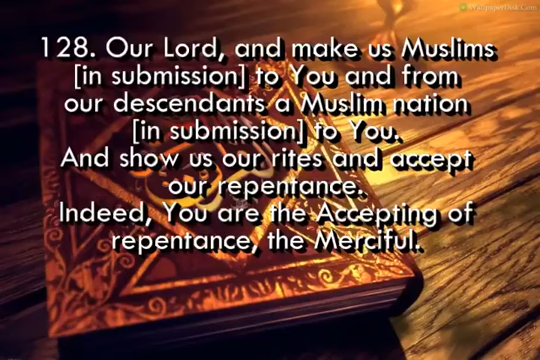 WallpapersDisk.Com
128. Our Lord, and make us Muslims
[in submission] to You and from
our descendants a Muslim nation
[in submission] to You.
And show us our rites and accept
our repentance.
Indeed, You are the Accepting of
repentance, the Merciful.